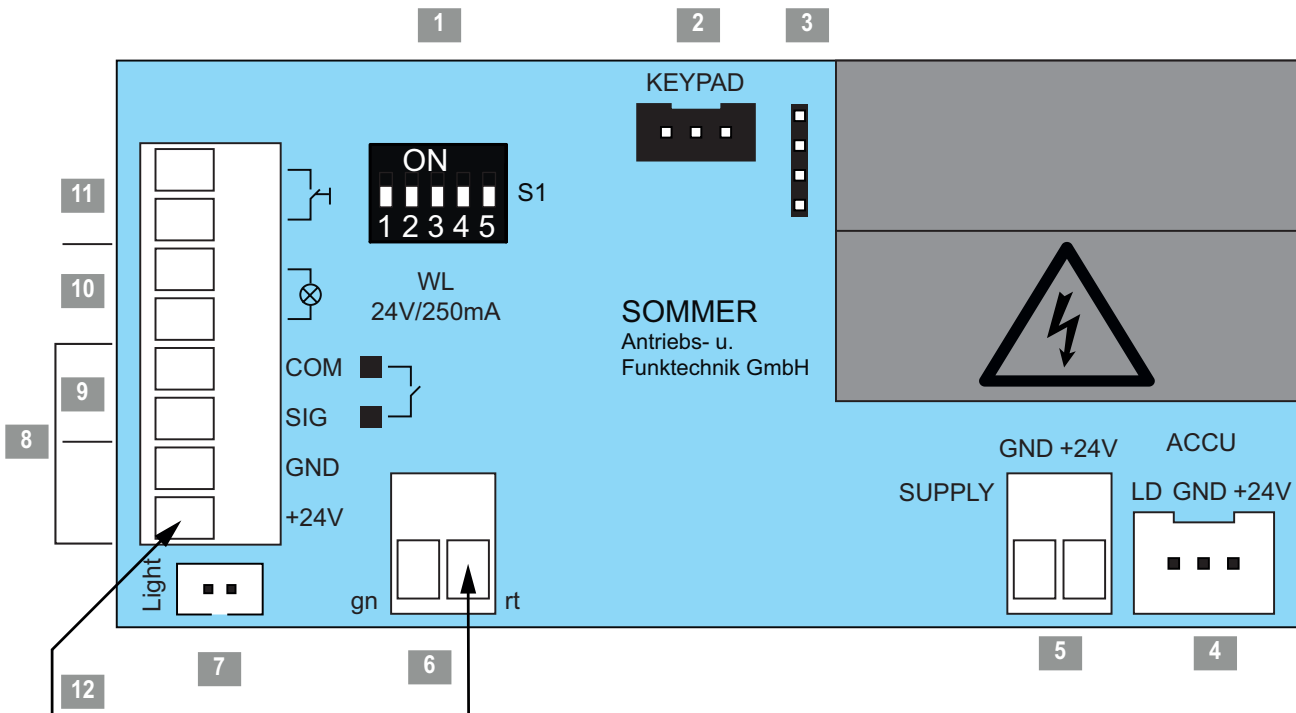 1 2 3
KEYPAD
ON
1 2 3 4 5
S1
11
10
WL
24V/250mA
SOMMER
Antriebs- u.
Funktechnik GmbH
COM
9
SIG
8
GND
+24V
GND +24V
ACCU
SUPPLY
LD GND +24V
Light
gn
rt
12
7
6
5
4